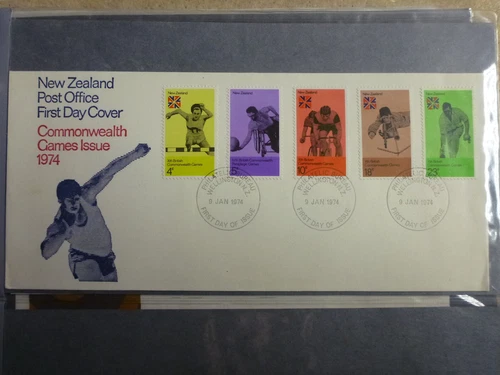 New Zealand
Post Office
First Day Cover
Commonwealth
Games Issue
1974
New Zealand
4c
New Zealand
5c
New Zealand
10c
New Zealand
18c
New Zealand
23c
9 JAN 1974
FIRST DAY OF ISSUE
9 JAN 1974
FIRST DAY OF ISSUE
9 JAN 1974
FIRST DAY OF ISSUE